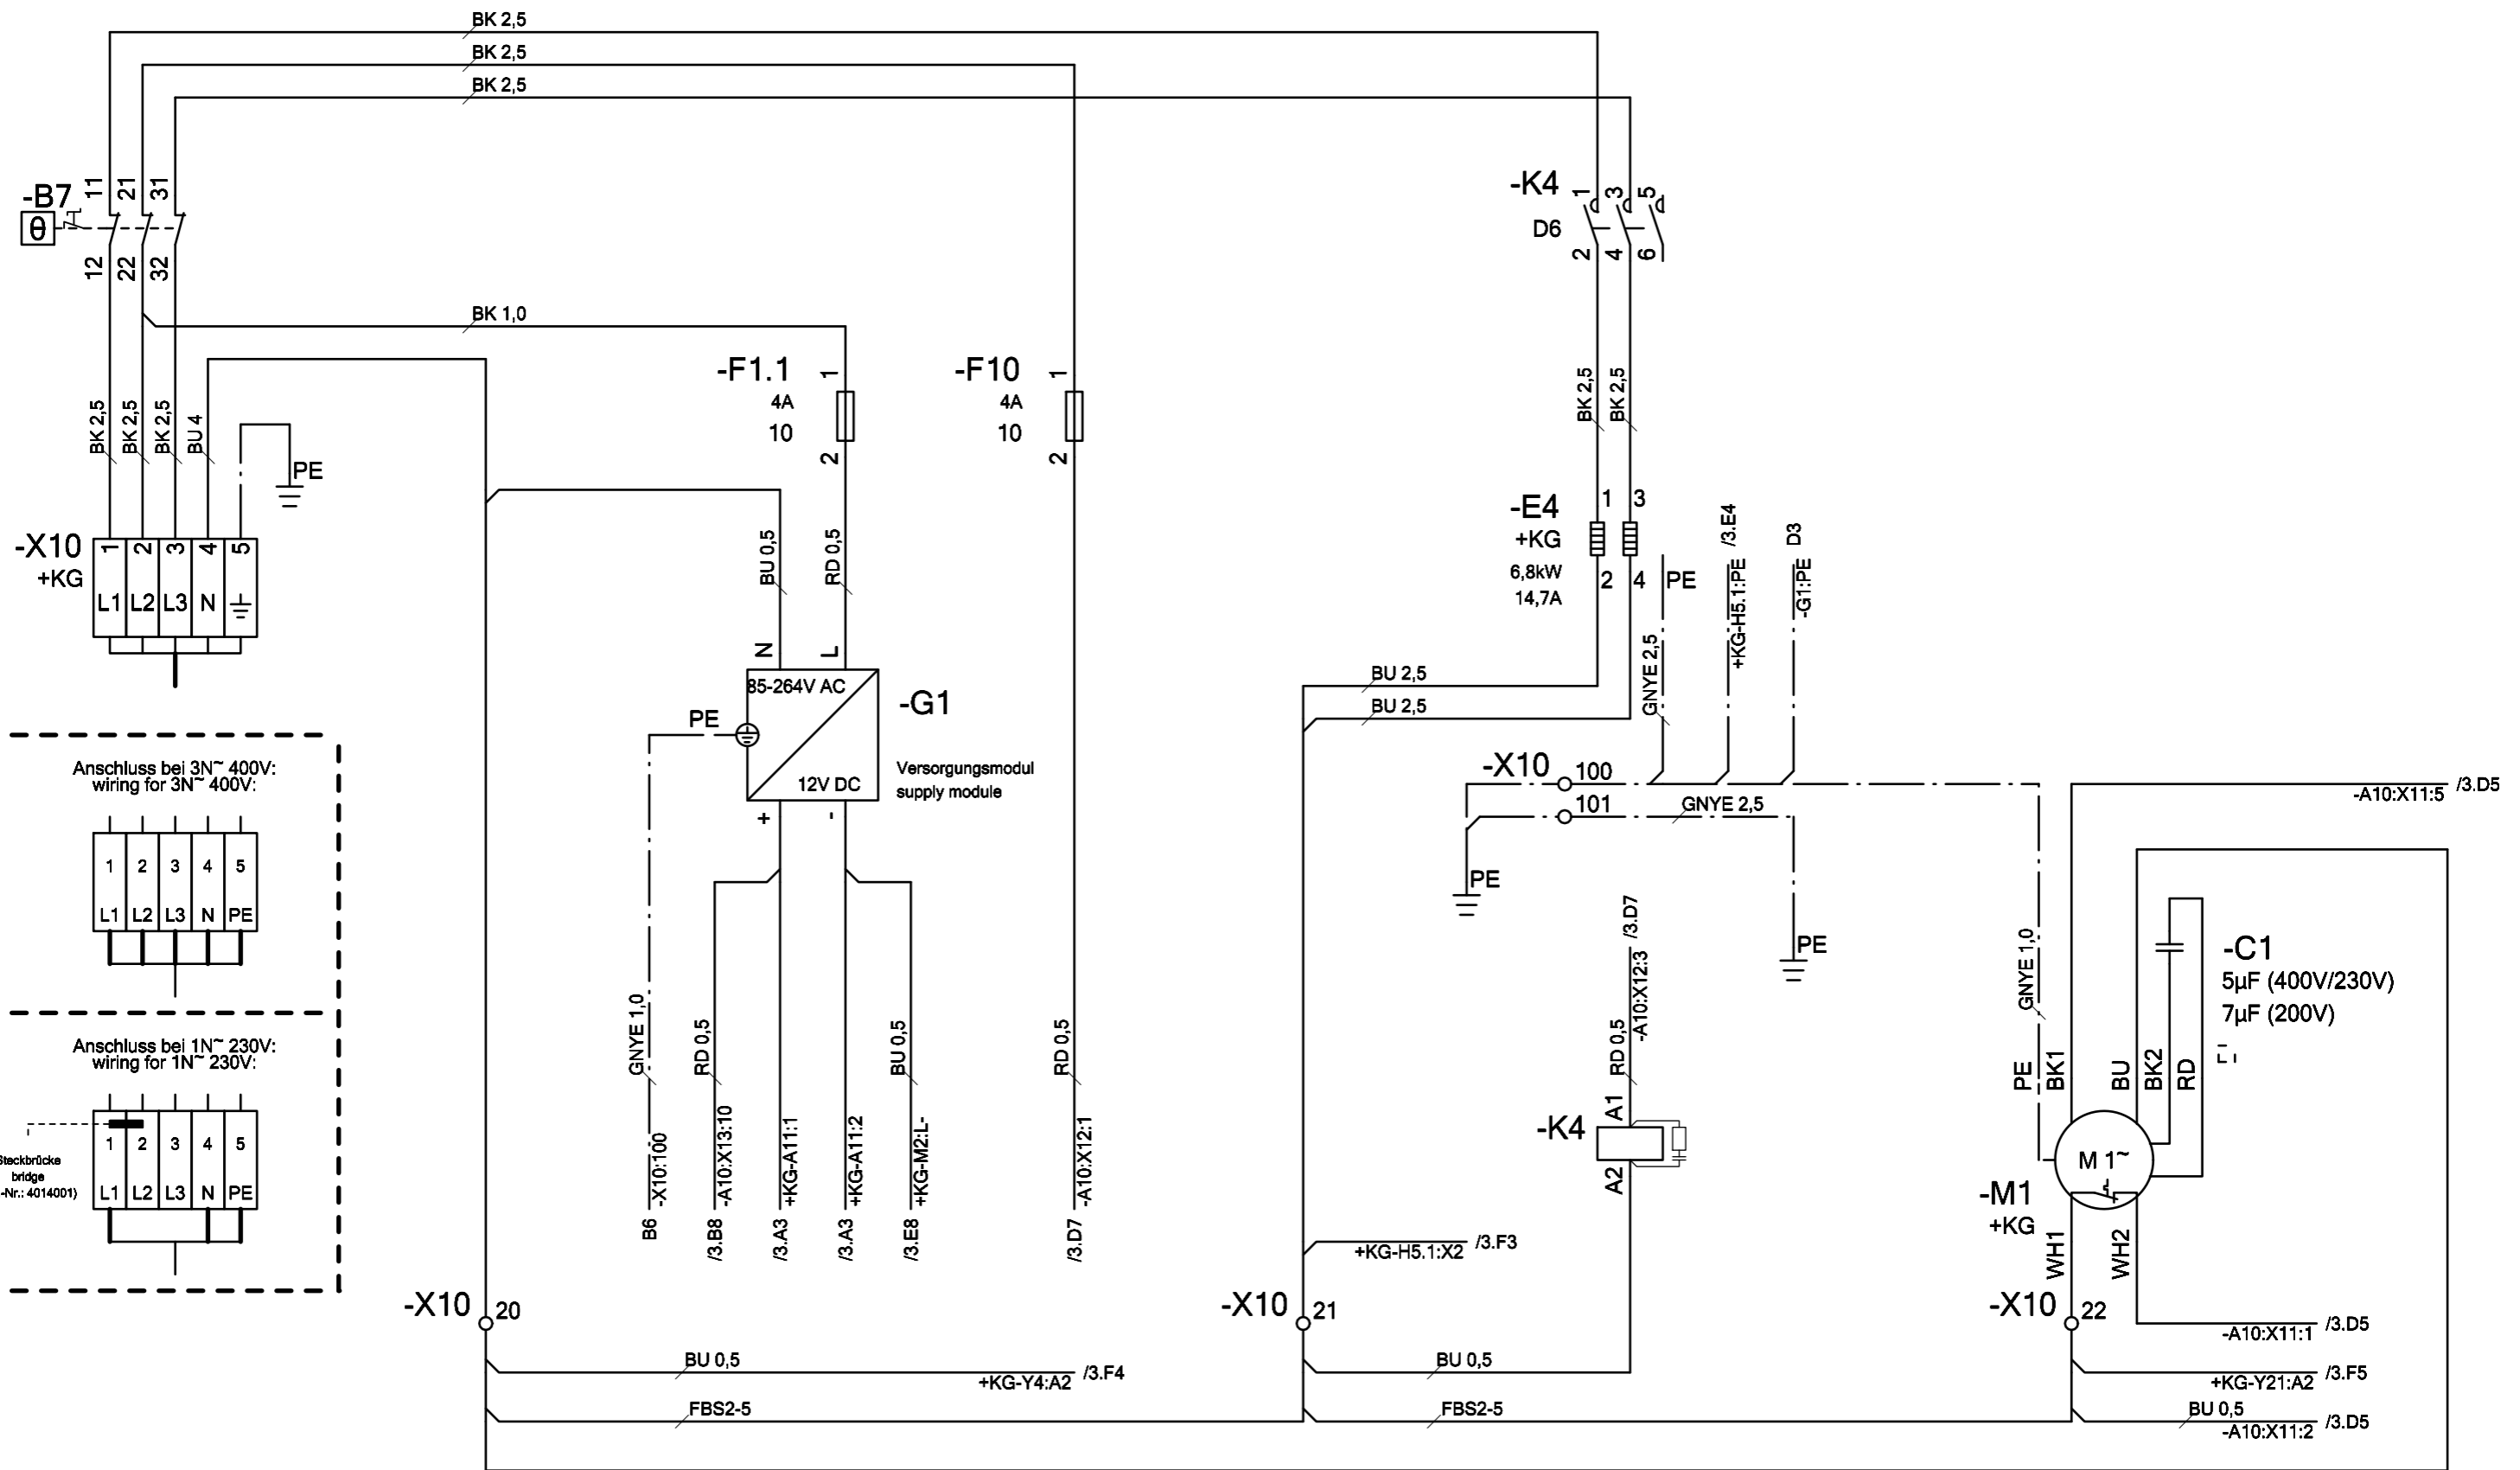 BK 2,5
BK 2,5
BK 2,5
-B7
θ
11
21
31
12
22
32
-K4
D6
1
3
5
2
4
6
BK 1,0
-F1.1
4A
10
1
2
-F10
4A
10
1
2
BK 2,5
BK 2,5
BK 2,5
BU 4
PE
BK 2,5
BK 2,5
-X10
+KG
1
2
3
4
5
L1
L2
L3
N
BU 0,5
RD 0,5
-E4
+KG
6,8kW
14,7A
1
3
2
4
PE
GNYE 2,5
+KG-H5.1:PE
/3.E4
-G1:PE
D3
N
L
85-264V AC
12V DC
-G1
PE
Versorgungsmodul
supply module
+
-
BU 2,5
BU 2,5
-X10
100
101
GNYE 2,5
PE
PE
-A10:X11:5
/3.D5
Anschluss bei 3N~ 400V:
wiring for 3N~ 400V:
1
2
3
4
5
L1
L2
L3
N
PE
Anschluss bei 1N~ 230V:
wiring for 1N~ 230V:
Steckbrücke
bridge
-Nr.: 4014001)
1
2
3
4
5
L1
L2
L3
N
PE
GNYE 1,0
-X10:100
B6
RD 0,5
-A10:X13:10
/3.B8
+KG-A11:1
/3.A3
+KG-A11:2
/3.A3
BU 0,5
+KG-M2:L-
/3.E8
RD 0,5
-A10:X12:1
/3.D7
/3.D7
-A10:X12:3
RD 0,5
A1
-K4
A2
GNYE 1,0
-C1
5µF (400V/230V)
7µF (200V)
PE
BK1
BU
BK2
RD
M 1~
-M1
+KG
WH1
WH2
+KG-H5.1:X2
/3.F3
-X10
20
-X10
21
-X10
22
-A10:X11:1
/3.D5
BU 0,5
+KG-Y4:A2
/3.F4
BU 0,5
+KG-Y21:A2
/3.F5
FBS2-5
FBS2-5
BU 0,5
-A10:X11:2
/3.D5